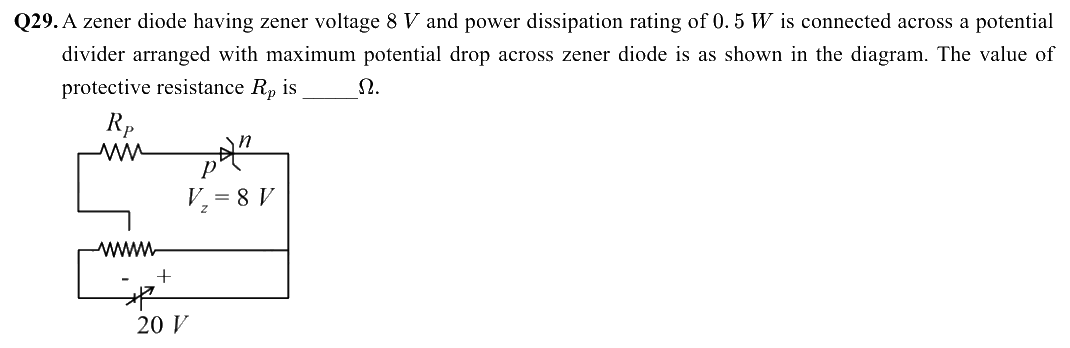 Q29. A zener diode having zener voltage 8 V and power dissipation rating of 0. 5 W is connected across a potential
divider arranged with maximum potential drop across zener diode is as shown in the diagram. The value of
protective resistance Rₚ is _____Ω.
R_P
n
p
V_z = 8 V
- +
20 V